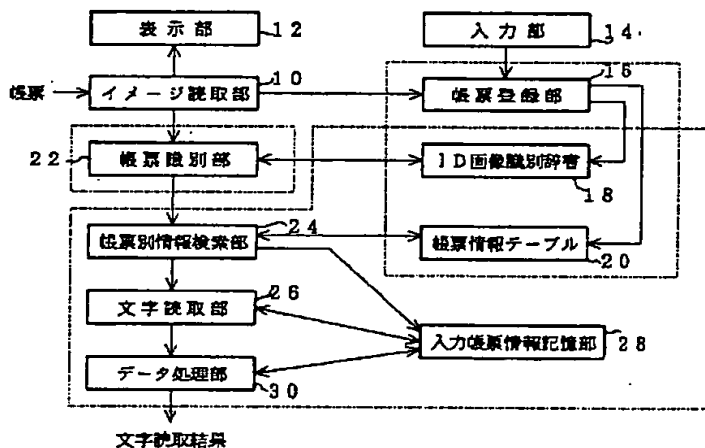 表示部 12
入力部 14
帳票
イメージ読取部 10
帳票登録部 16
22 帳票識別部
ID画像識別辞書 18
帳票別情報検索部 24
帳票情報テーブル 20
文字読取部 26
入力帳票情報記憶部 28
データ処理部 30
文字読取結果